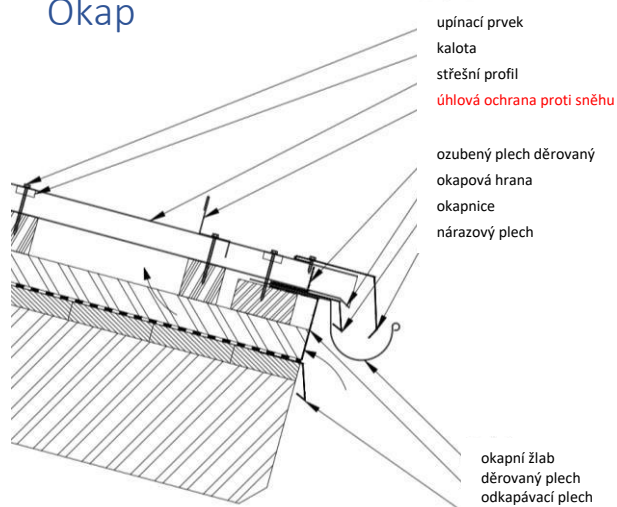 Okap
upínací prvek
kalota
střešní profil
úhlová ochrana proti sněhu
ozubený plech děrovaný
okapová hrana
okapnice
nárazový plech
okapní žlab
děrovaný plech
odkapávací plech